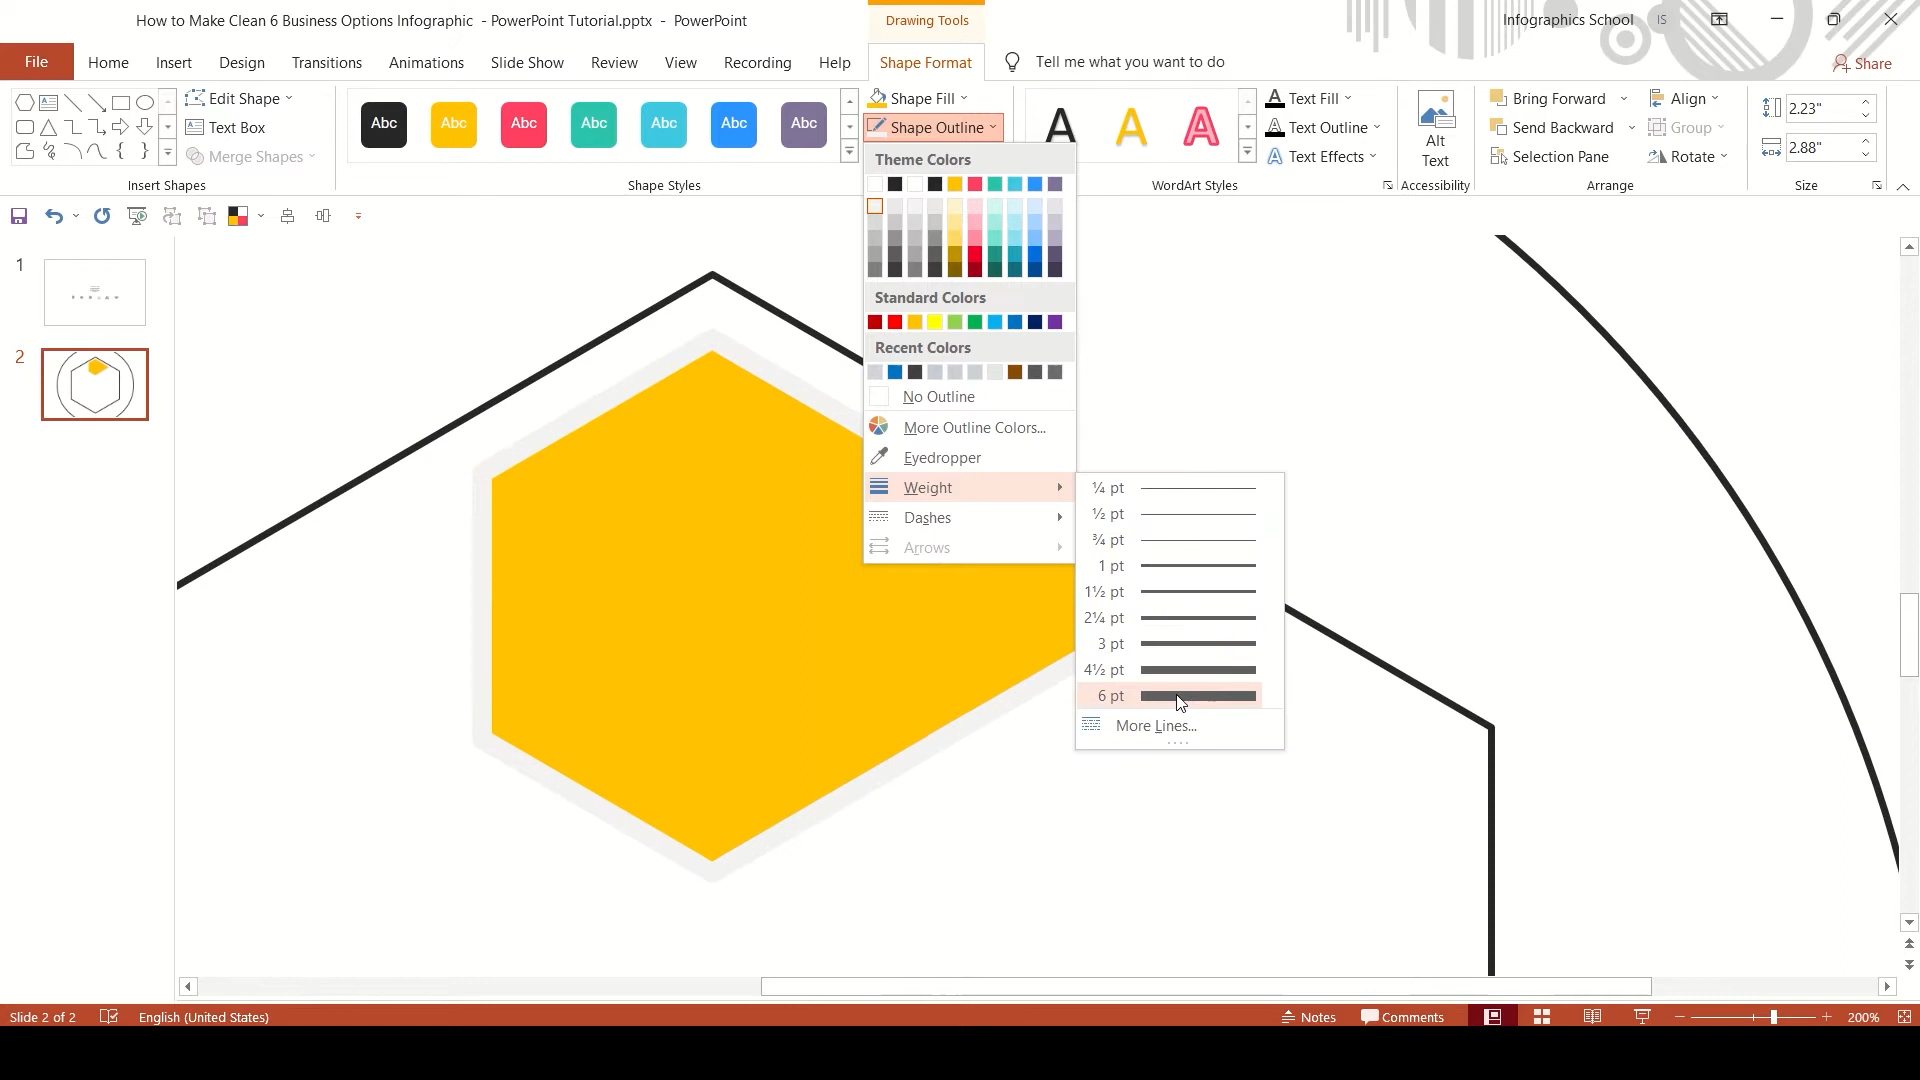 How to Make Clean 6 Business Options Infographic - PowerPoint Tutorial.pptx - PowerPoint
Drawing Tools
Infographics School IS
File Home Insert Design Transitions Animations Slide Show Review View Recording Help Shape Format Tell me what you want to do Share
Edit Shape
Text Box
Merge Shapes
Insert Shapes
Abc Abc Abc Abc Abc Abc Abc
Shape Styles
Shape Fill
Shape Outline
A A A
WordArt Styles
Text Fill
Text Outline
Text Effects
Alt
Text
Accessibility
Bring Forward
Send Backward
Selection Pane
Align
Group
Rotate
Arrange
2.23"
2.88"
Size
Theme Colors
Standard Colors
Recent Colors
No Outline
More Outline Colors...
Eyedropper
Weight
Dashes
Arrows
¼ pt
½ pt
¾ pt
1 pt
1½ pt
2¼ pt
3 pt
4½ pt
6 pt
More Lines...
1
2
Slide 2 of 2 English (United States) Notes Comments 200%